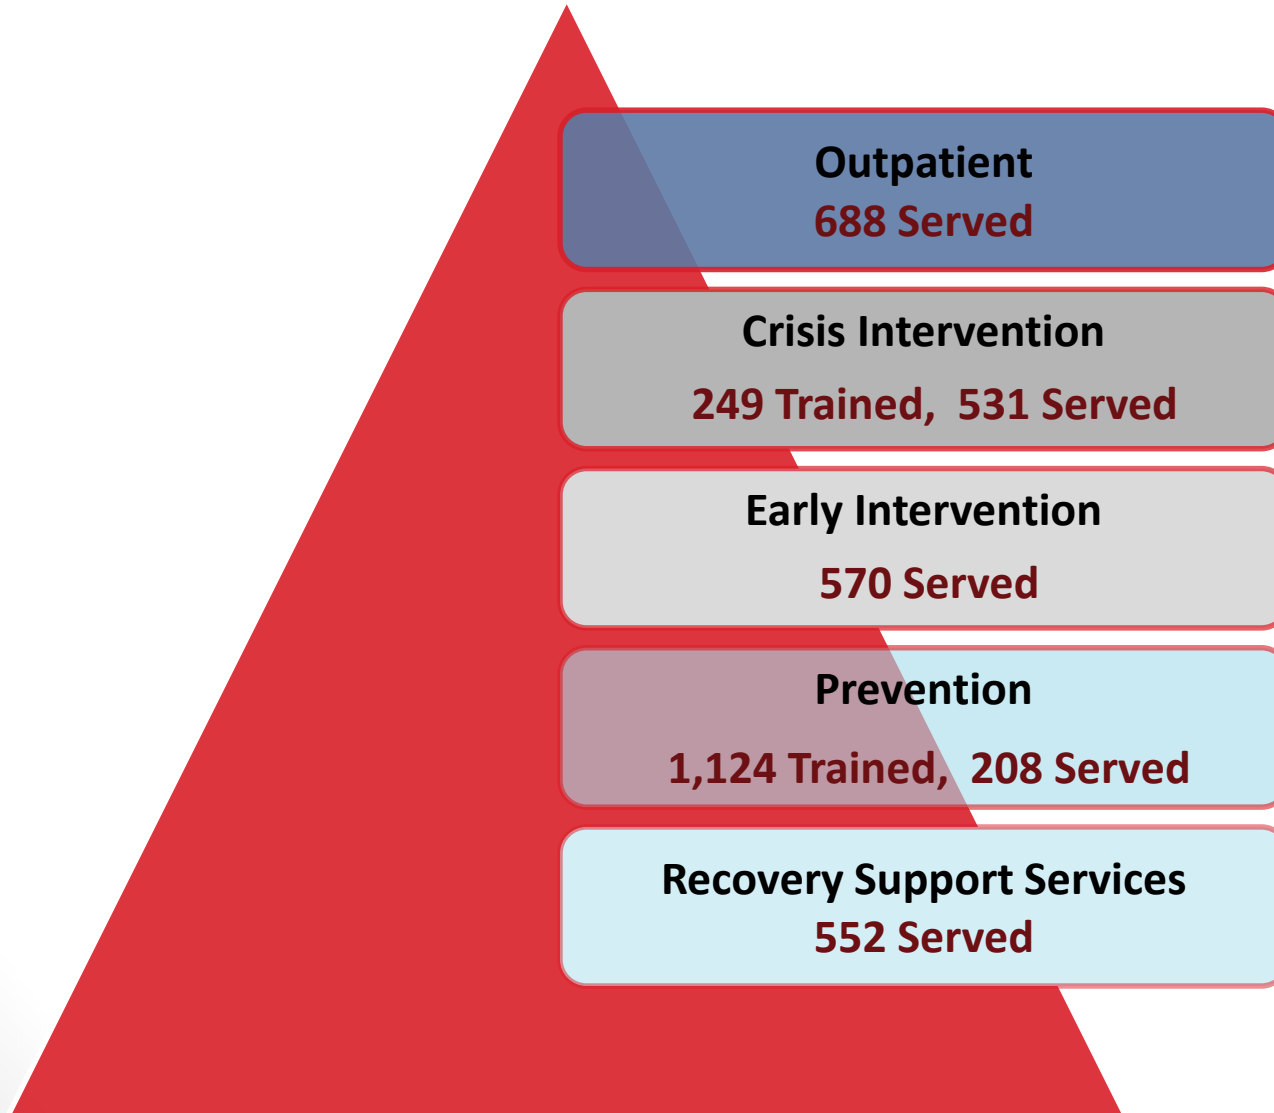 Outpatient
688 Served
Crisis Intervention
249 Trained,  531 Served
Early Intervention
570 Served
Prevention
1,124 Trained,  208 Served
Recovery Support Services
552 Served